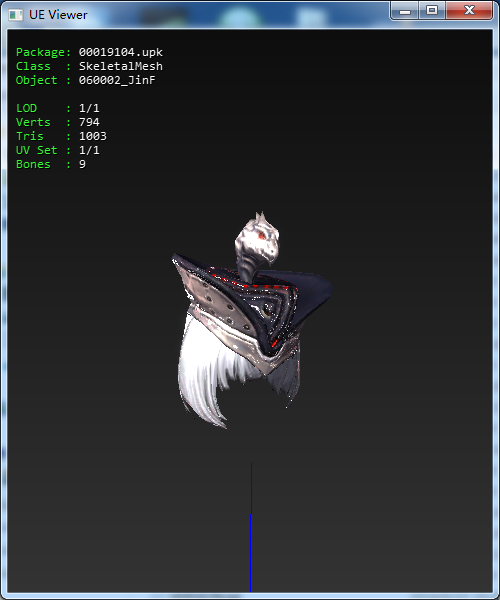 UE Viewer
Package: 00019104.upk
Class : SkeletalMesh
Object : 060002_JinF
LOD : 1/1
Verts : 794
Tris : 1003
UV Set : 1/1
Bones : 9